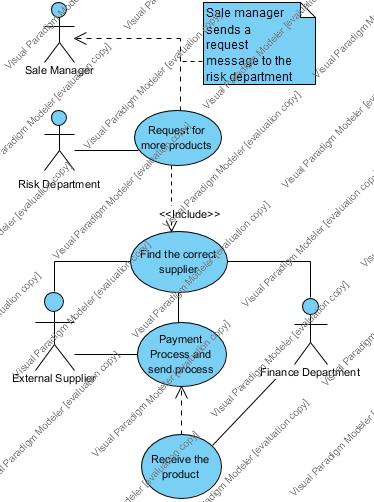 Sale manager
sends a
request
message to the
risk department
Sale Manager
Request for
more products
Risk Department
<<Include>>
Find the correct
supplier
Payment
Process and
send process
External Supplier
Finance Department
Receive the
product
Visual Paradigm Modeler [evaluation copy]